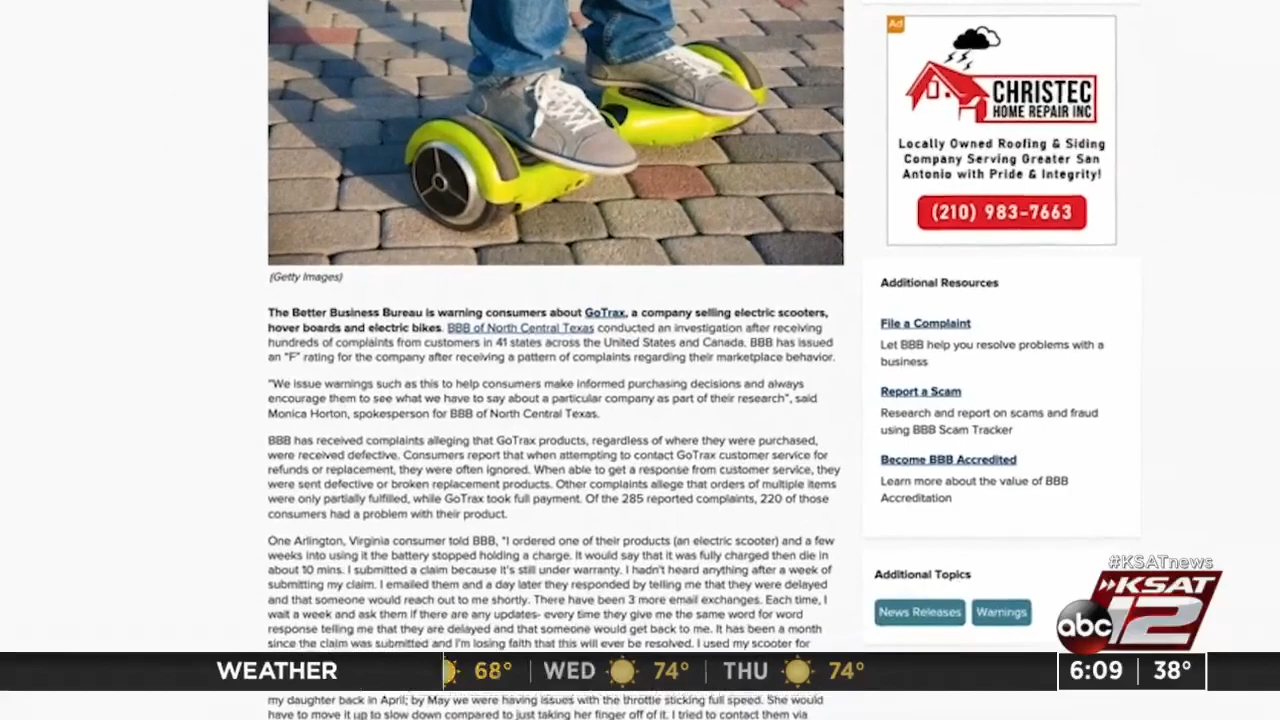 Ad
CHRISTEC
HOME REPAIR INC
Locally Owned Roofing & Siding
Company Serving Greater San
Antonio with Pride & Integrity!
(210) 983-7663
(Getty Images)
The Better Business Bureau is warning consumers about GoTrax, a company selling electric scooters,
hover boards and electric bikes. BBB of North Central Texas conducted an investigation after receiving
hundreds of complaints from customers in 41 states across the United States and Canada. BBB has issued
an "F" rating for the company after receiving a pattern of complaints regarding their marketplace behavior.
"We issue warnings such as this to help consumers make informed purchasing decisions and always
encourage them to see what we have to say about a particular company as part of their research", said
Monica Horton, spokesperson for BBB of North Central Texas.
BBB has received complaints alleging that GoTrax products, regardless of where they were purchased,
were received defective. Consumers report that when attempting to contact GoTrax customer service for
refunds or replacement, they were often ignored. When able to get a response from customer service, they
were sent defective or broken replacement products. Other complaints allege that orders of multiple items
were only partially fulfilled, while GoTrax took full payment. Of the 285 reported complaints, 220 of those
consumers had a problem with their product.
One Arlington, Virginia consumer told BBB, "I ordered one of their products (an electric scooter) and a few
weeks into using it the battery stopped holding a charge. It would say that it was fully charged then die in
about 10 mins. I submitted a claim because it's still under warranty. I hadn't heard anything after a week of
submitting my claim. I emailed them and a day later they responded by telling me that they were delayed
and that someone would reach out to me shortly. There have been 3 more email exchanges. Each time, I
wait a week and ask them if there are any updates- every time they give me the same word for word
response telling me that they are delayed and that someone would get back to me. It has been a month
since the claim was submitted and I'm losing faith that this will ever be resolved. I used my scooter for
my daughter back in April; by May we were having issues with the throttle sticking full speed. She would
have to move it up to slow down compared to just taking her finger off of it. I tried to contact them via
Additional Resources
File a Complaint
Let BBB help you resolve problems with a
business
Report a Scam
Research and report on scams and fraud
using BBB Scam Tracker
Become BBB Accredited
Learn more about the value of BBB
Accreditation
Additional Topics
News Releases
Warnings
#KSATnews
KSAT
abc 12
WEATHER
68° WED 74° THU 74°
6:09 38°